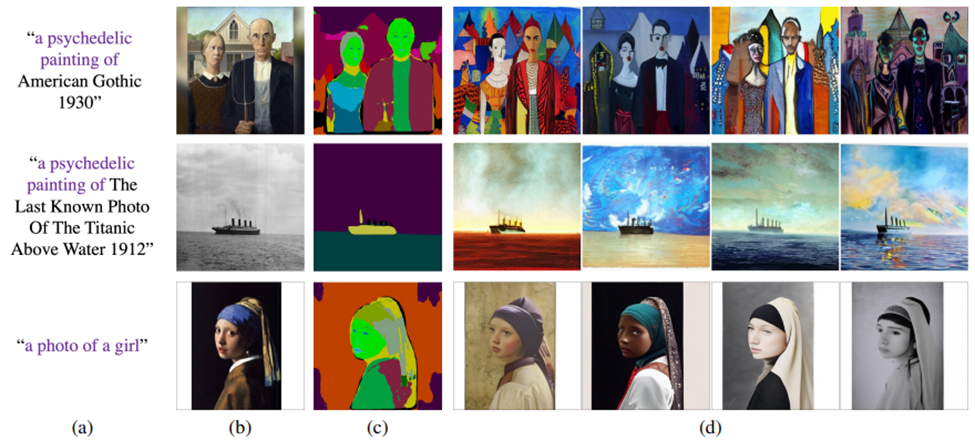 “a psychedelic
painting of
American Gothic
1930”
“a psychedelic
painting of The
Last Known Photo
Of The Titanic
Above Water 1912”
“a photo of a girl”
(a)
(b)
(c)
(d)